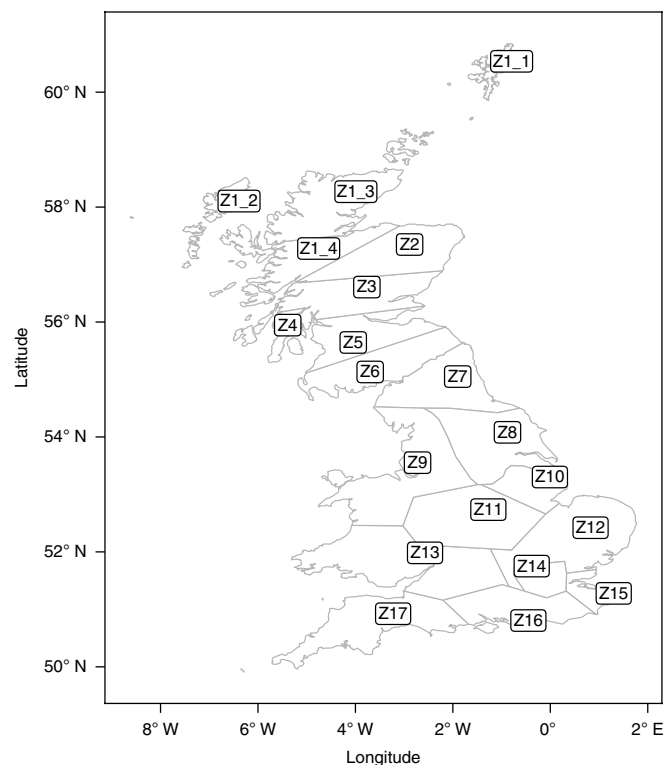 Z1_1
60° N
Z1_3
Z1_2
58° N
Z2
Z1_4
Z3
56° N
Z4
Z5
Z6
Z7
Latitude
Z8
54° N
Z9
Z10
Z11
Z12
52° N
Z13
Z14
Z15
Z17
Z16
50° N
8° W
6° W
4° W
2° W
0°
2° E
Longitude